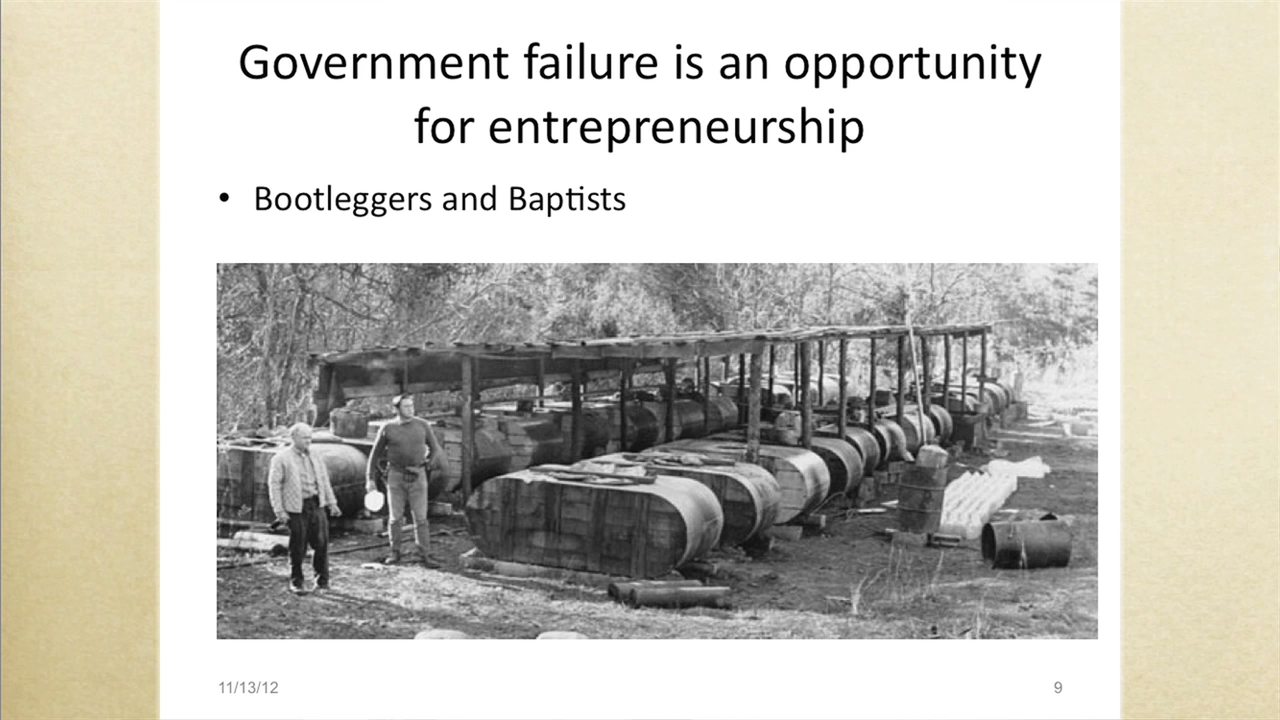 Government failure is an opportunity
for entrepreneurship
• Bootleggers and Baptists
11/13/12
9